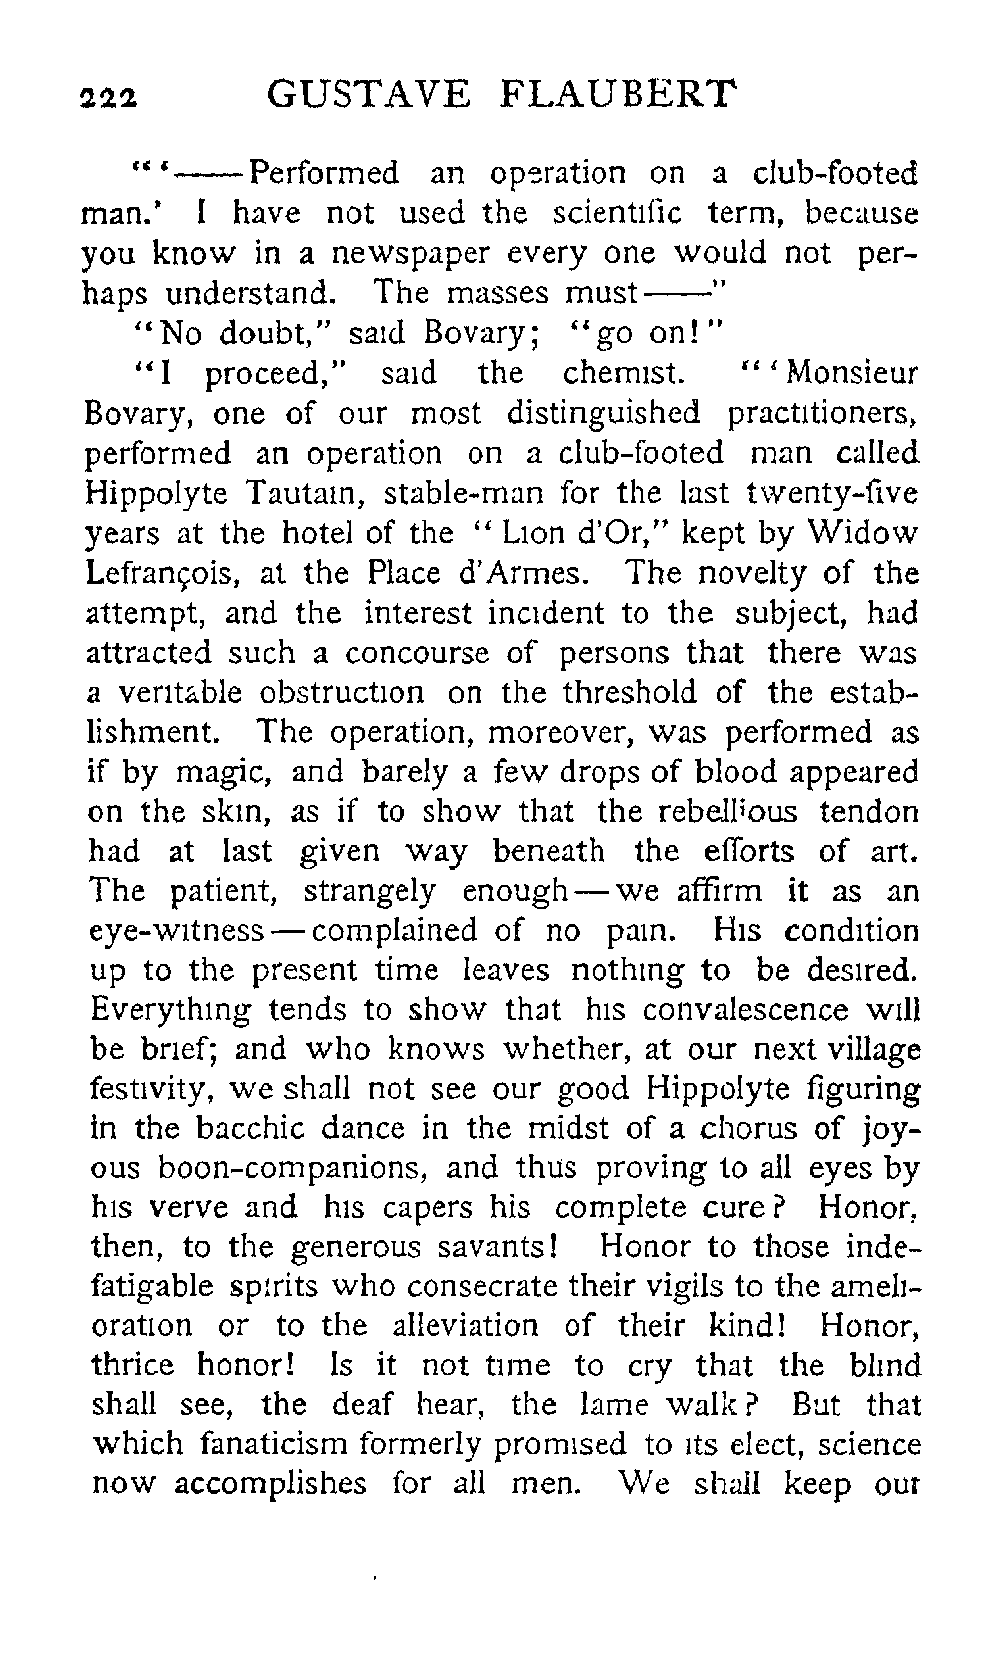 222 GUSTAVE FLAUBERT
"'——Performed an operation on a club-footed
man.' I have not used the scientific term, because
you know in a newspaper every one would not per-
haps understand. The masses must——"
"No doubt," said Bovary; "go on!"
"I proceed," said the chemist. "'Monsieur
Bovary, one of our most distinguished practitioners,
performed an operation on a club-footed man called
Hippolyte Tautain, stable-man for the last twenty-five
years at the hotel of the "Lion d'Or," kept by Widow
Lefrançois, at the Place d'Armes. The novelty of the
attempt, and the interest incident to the subject, had
attracted such a concourse of persons that there was
a veritable obstruction on the threshold of the estab-
lishment. The operation, moreover, was performed as
if by magic, and barely a few drops of blood appeared
on the skin, as if to show that the rebellious tendon
had at last given way beneath the efforts of art.
The patient, strangely enough—we affirm it as an
eye-witness—complained of no pain. His condition
up to the present time leaves nothing to be desired.
Everything tends to show that his convalescence will
be brief; and who knows whether, at our next village
festivity, we shall not see our good Hippolyte figuring
in the bacchic dance in the midst of a chorus of joy-
ous boon-companions, and thus proving to all eyes by
his verve and his capers his complete cure? Honor,
then, to the generous savants! Honor to those inde-
fatigable spirits who consecrate their vigils to the ameli-
oration or to the alleviation of their kind! Honor,
thrice honor! Is it not time to cry that the blind
shall see, the deaf hear, the lame walk? But that
which fanaticism formerly promised to its elect, science
now accomplishes for all men. We shall keep our